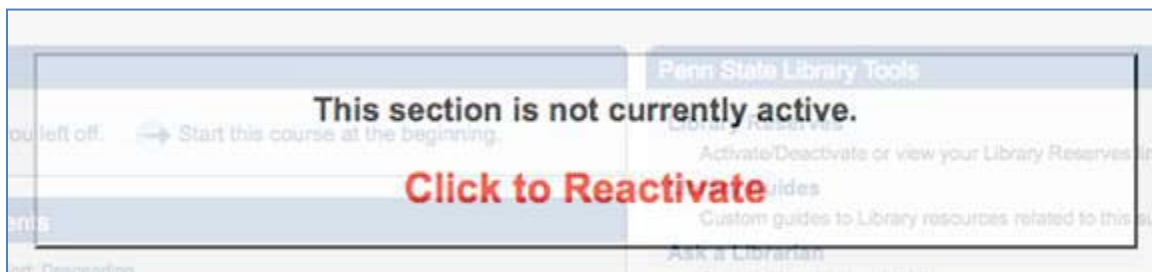 Penn State Library Tools
This section is not currently active.
Library Reserves
you left off. Start this course at the beginning.
Activate/Deactivate or view your Library Reserves
Click to Reactivate
Guides
Custom guides to Library resources related to this
Ask a Librarian